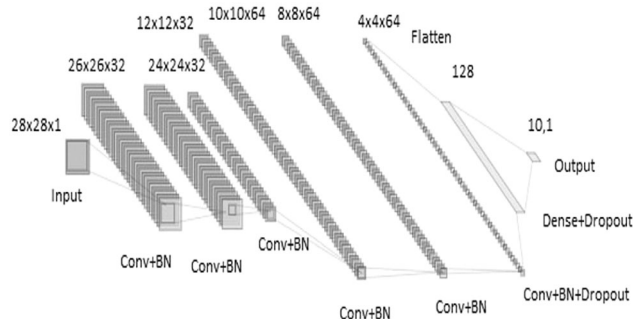 12x12x32
10x10x64
8x8x64
4x4x64
Flatten
26x26x32
24x24x32
128
28x28x1
10,1
Input
Output
Dense+Dropout
Conv+BN
Conv+BN
Conv+BN
Conv+BN
Conv+BN
Conv+BN+Dropout